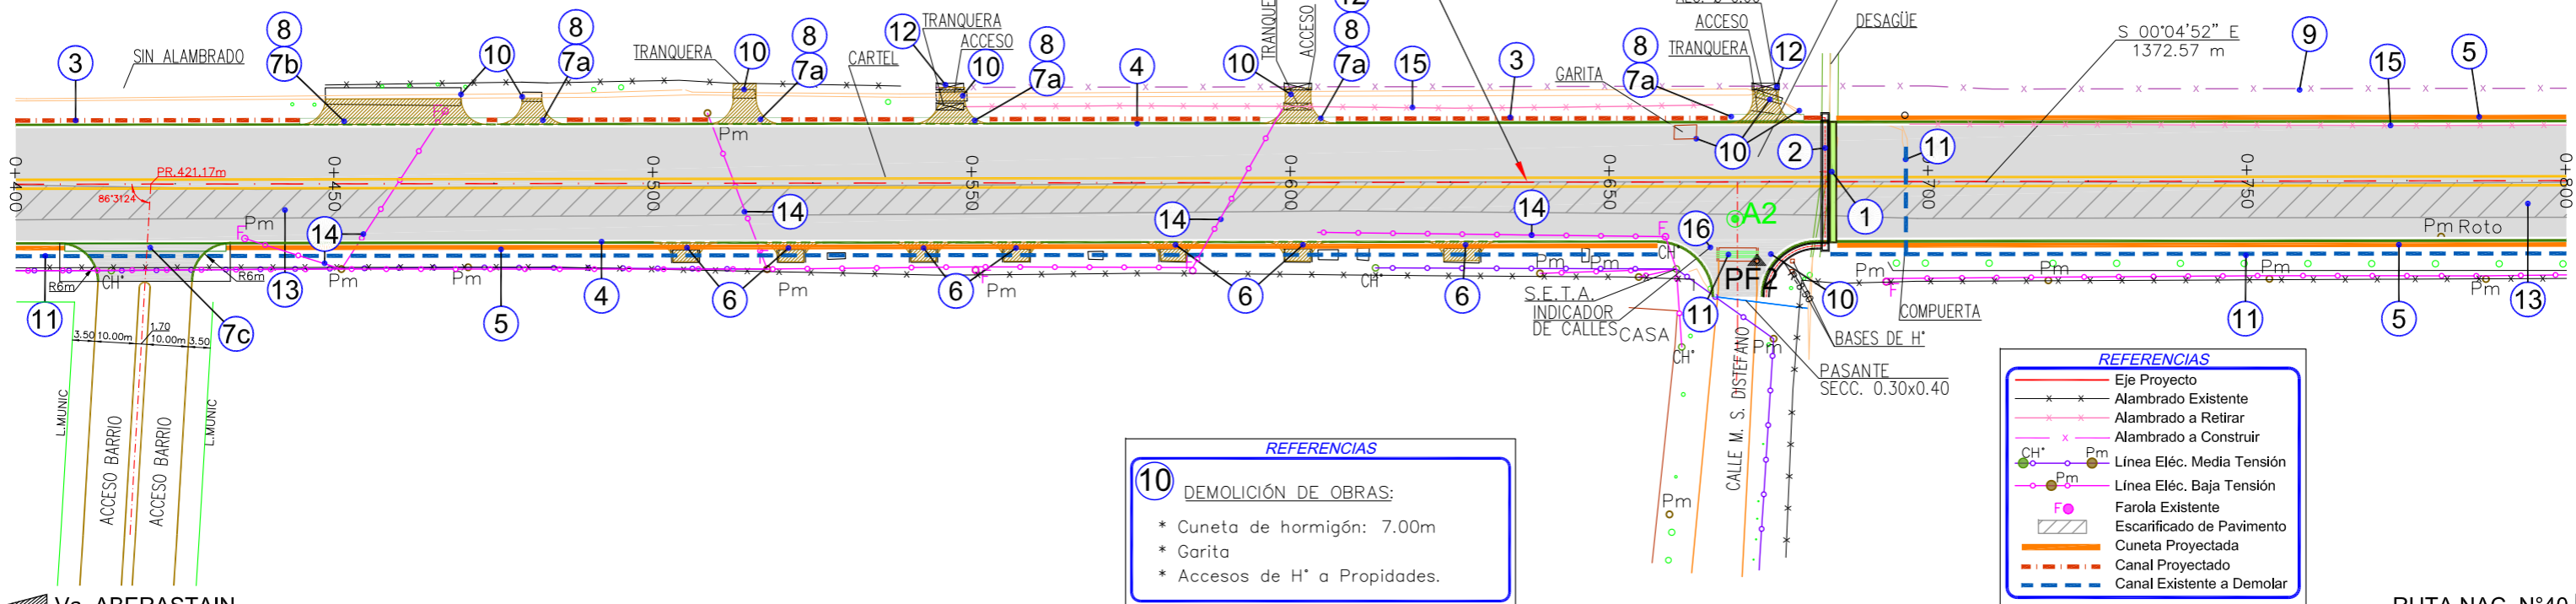 8
7b
3
SIN ALAMBRADO
10
8
7a
TRANQUERA
10
8
7a
CARTEL
12
TRANQUERA
ACCESO
10
8
7a
4
10
TRANQUE
ACCESO
12
8
7a
15
3
GARITA
8
7a
ACCESO
TRANQUERA
12
10
DESAGÜE
2
S 00°04'52" E
1372.57 m
9
15
5
11
1
0+400
0+450
0+500
0+550
0+600
0+650
0+700
0+750
0+800
PR.421.17m
86°3124
Pm
F
F
14
Pm
14
F
14
F
14
F
A2
16
PF2
CH°
Pm Roto
11
R6m
CH°
R6m
13
Pm
Pm
4
5
6
Pm
F
6
Pm
6
CH°
6
Pm
Pm
S.E.T.A.
INDICADOR
DE CALLES
CASA
11
10
BASES DE H°
PASANTE
SECC. 0.30x0.40
COMPUERTA
Pm
F
Pm
11
Pm
5
Pm
13
7c
3.50
10.00m
1.70
10.00m
3.50
L.MUNIC
ACCESO BARRIO
ACCESO BARRIO
L.MUNIC
CH°
Pm
Pm
CALLE M. S. DISTEFANO
REFERENCIAS
10
DEMOLICIÓN DE OBRAS:
* Cuneta de hormigón: 7.00m
* Garita
* Accesos de H° a Propidades.
REFERENCIAS
Eje Proyecto
Alambrado Existente
Alambrado a Retirar
Alambrado a Construir
CH° Pm Línea Eléc. Media Tensión
Pm Línea Eléc. Baja Tensión
F Farola Existente
Escarificado de Pavimento
Cuneta Proyectada
Canal Proyectado
Canal Existente a Demolar